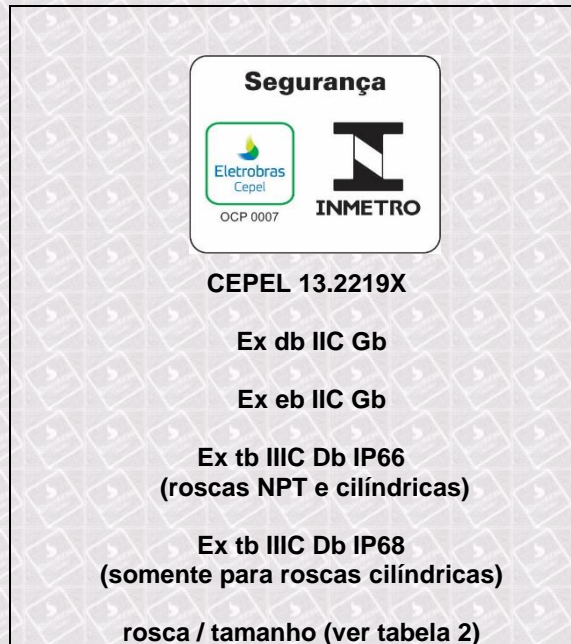 Segurança
Eletrobras
Cepel
OCP 0007
INMETRO
CEPEL 13.2219X
Ex db IIC Gb
Ex eb IIC Gb
Ex tb IIIC Db IP66
(roscas NPT e cilíndricas)
Ex tb IIIC Db IP68
(somente para roscas cilíndricas)
rosca / tamanho (ver tabela 2)